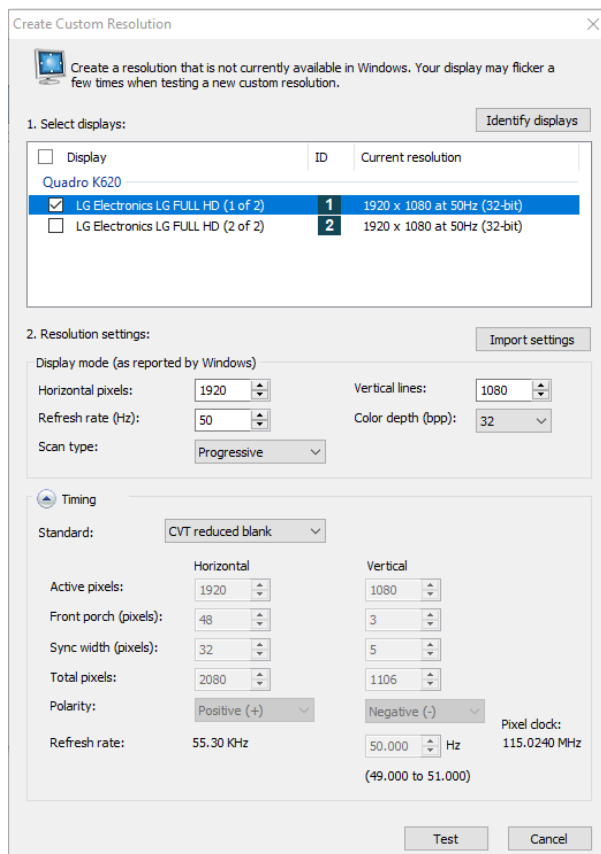 Create Custom Resolution
Create a resolution that is not currently available in Windows. Your display may flicker a
few times when testing a new custom resolution.
1. Select displays:
Identify displays
Display ID Current resolution
Quadro K620
LG Electronics LG FULL HD (1 of 2) 1 1920 x 1080 at 50Hz (32-bit)
LG Electronics LG FULL HD (2 of 2) 2 1920 x 1080 at 50Hz (32-bit)
2. Resolution settings:
Import settings
Display mode (as reported by Windows)
Horizontal pixels: 1920 Vertical lines: 1080
Refresh rate (Hz): 50 Color depth (bpp): 32
Scan type: Progressive
Timing
Standard: CVT reduced blank
Horizontal Vertical
Active pixels: 1920 1080
Front porch (pixels): 48 3
Sync width (pixels): 32 5
Total pixels: 2080 1106
Polarity: Positive (+) Negative (-)
Pixel clock:
Refresh rate: 55.30 KHz 50.000 Hz 115.0240 MHz
(49.000 to 51.000)
Test Cancel